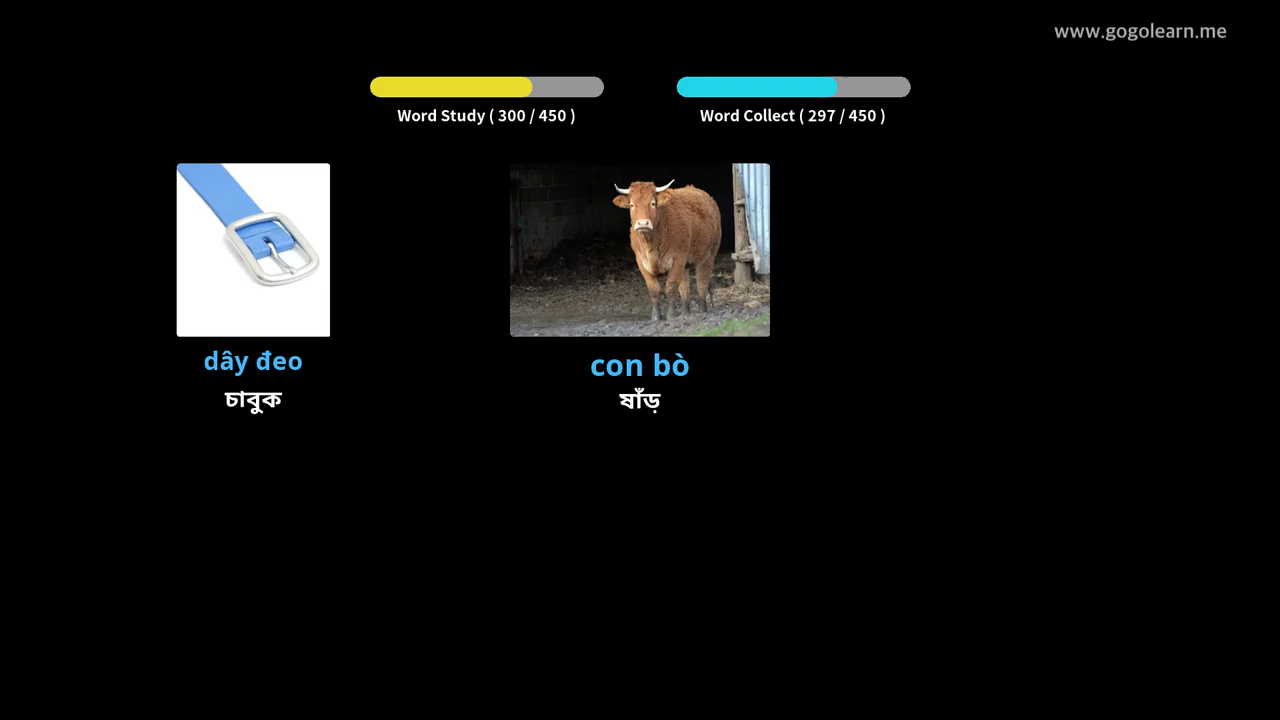 www.gogolearn.me
Word Study ( 300 / 450 )
Word Collect ( 297 / 450 )
dây đeo
চাবুক
con bò
ষাঁড়